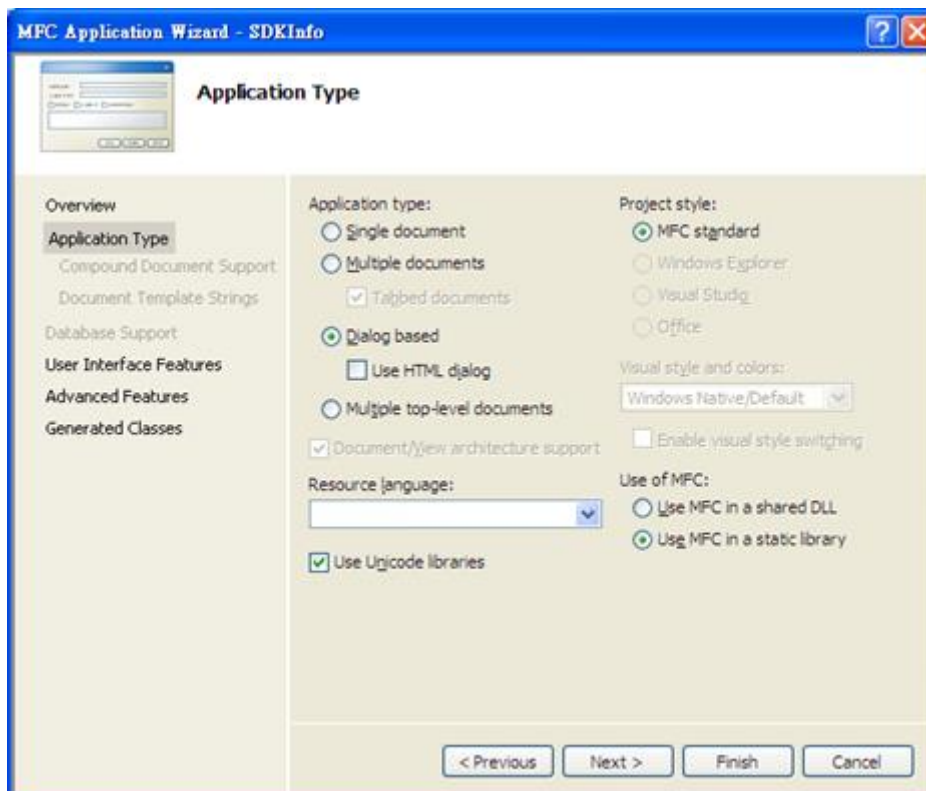 MFC Application Wizard - SDKInfo
Application Type
Overview
Application Type
Compound Document Support
Document Template Strings
Database Support
User Interface Features
Advanced Features
Generated Classes
Application type:
Single document
Multiple documents
Tabbed documents
Dialog based
Use HTML dialog
Multiple top-level documents
Document/View architecture support
Resource language:
Use Unicode libraries
Project style:
MFC standard
Windows Explorer
Visual Studio
Office
Visual style and colors:
Windows Native/Default
Enable visual style switching
Use of MFC:
Use MFC in a shared DLL
Use MFC in a static library
< Previous
Next >
Finish
Cancel